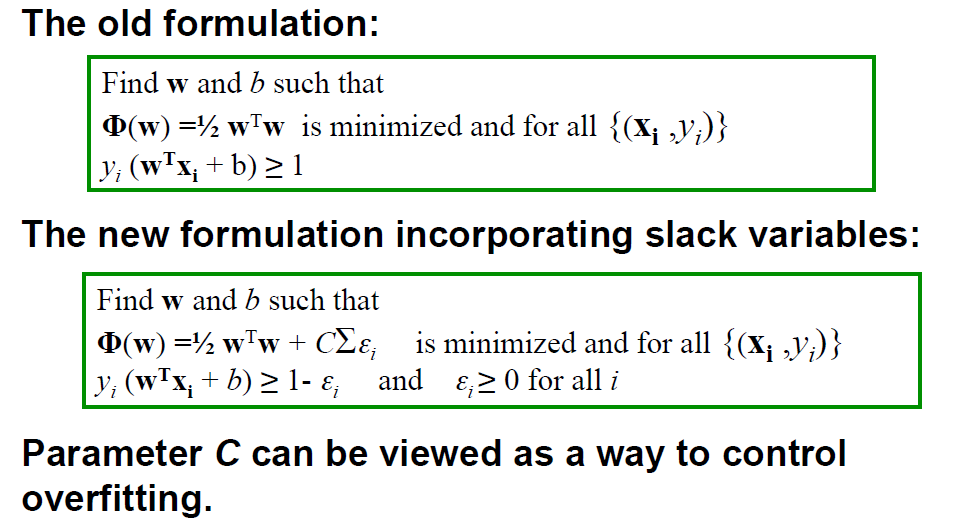 The old formulation:
Find w and b such that
Φ(w) =½ wᵀw is minimized and for all {(xᵢ ,yᵢ)}
yᵢ (wᵀxᵢ + b) ≥ 1
The new formulation incorporating slack variables:
Find w and b such that
Φ(w) =½ wᵀw + CΣεᵢ is minimized and for all {(xᵢ ,yᵢ)}
yᵢ (wᵀxᵢ + b) ≥ 1- εᵢ and εᵢ ≥ 0 for all i
Parameter C can be viewed as a way to control
overfitting.